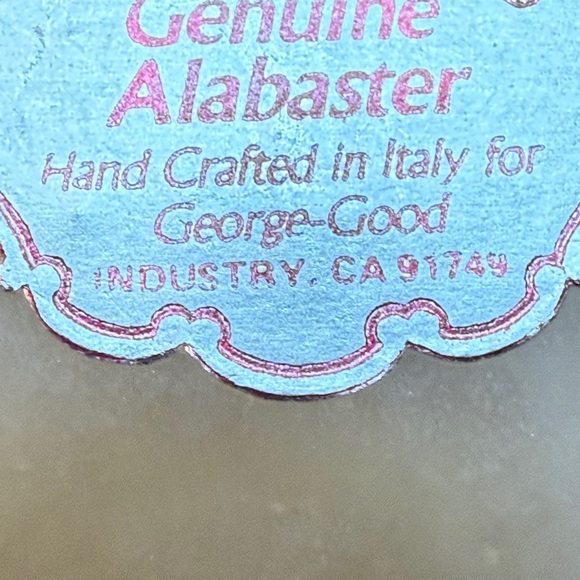 Genuine
Alabaster
Hand Crafted in Italy for
George-Good
INDUSTRY, CA 91749